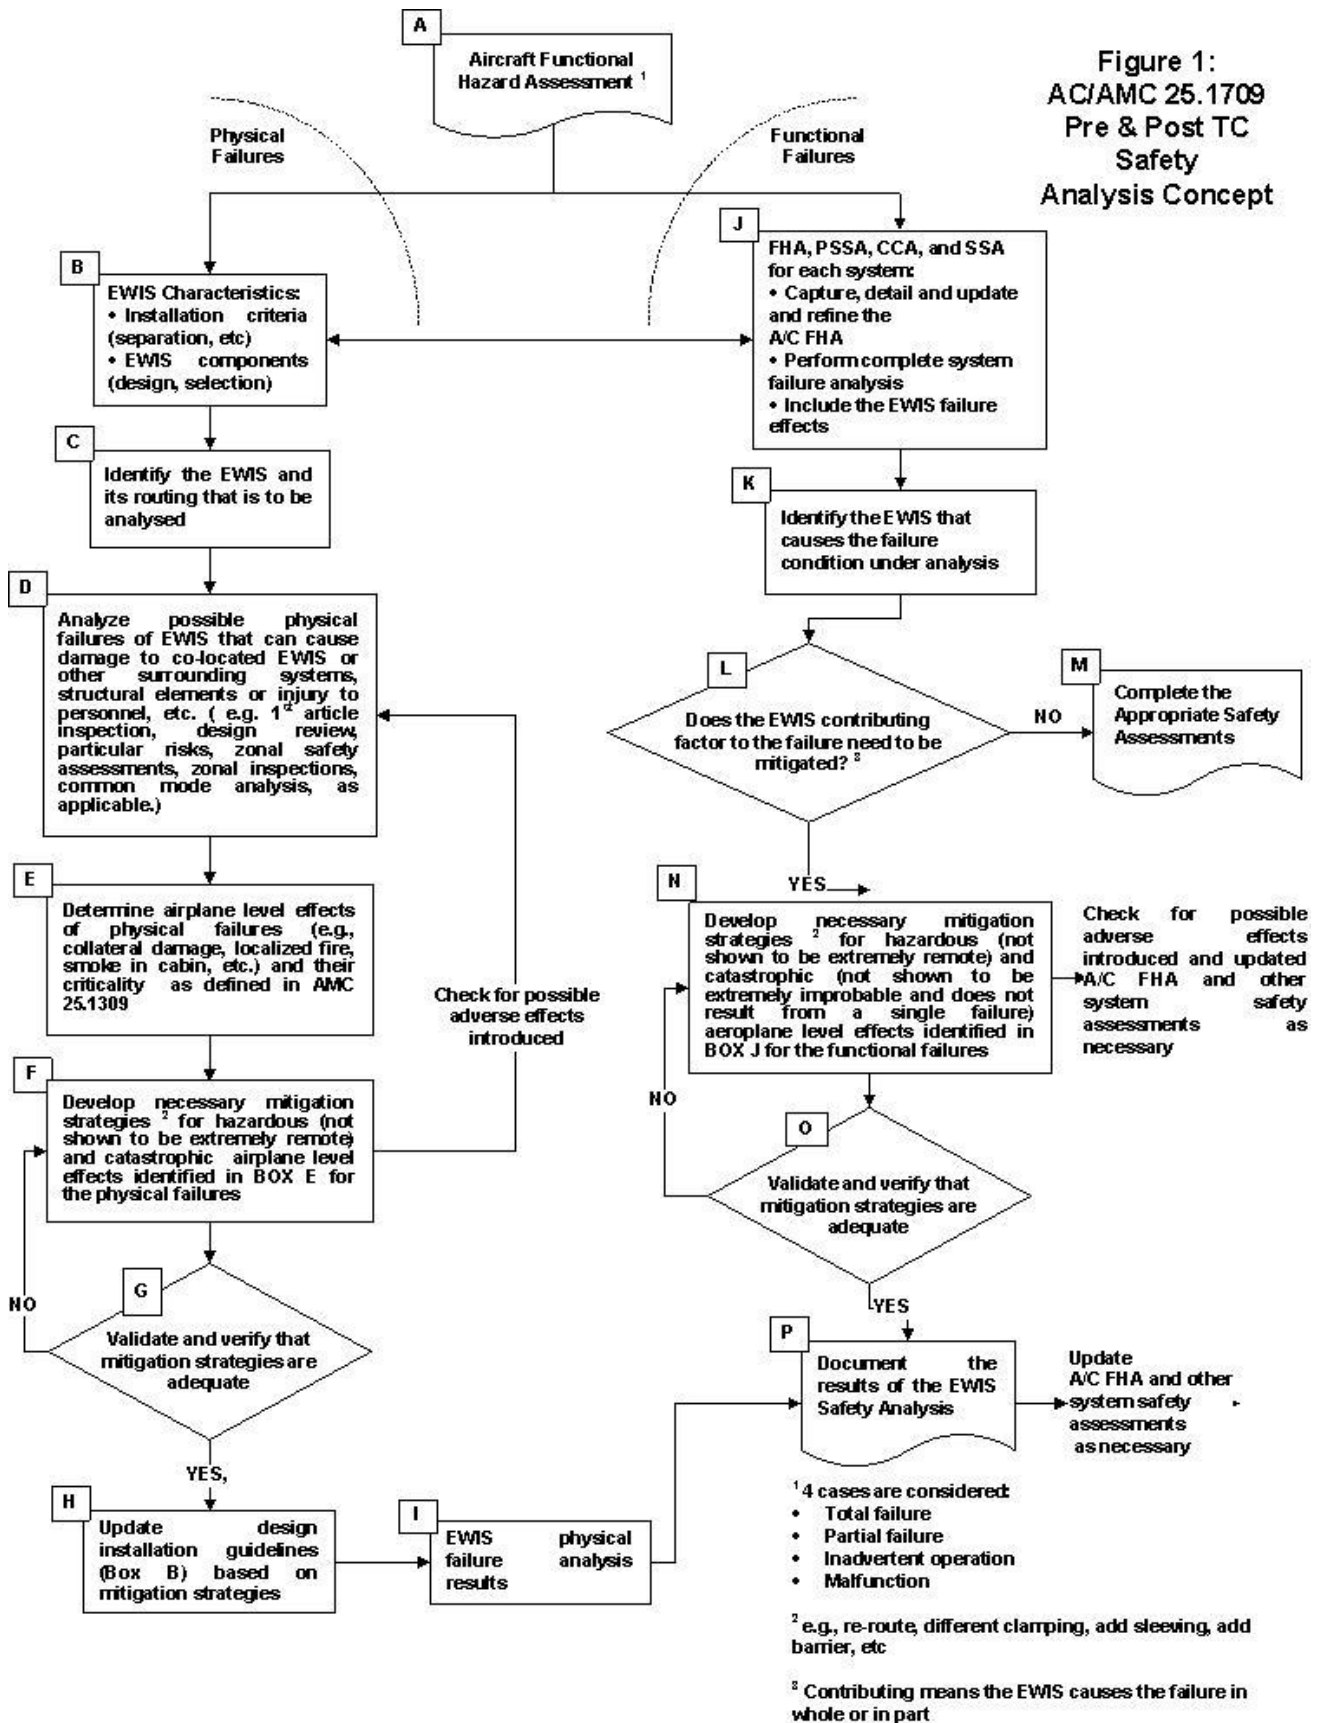 A
Aircraft Functional
Hazard Assessment 1
Figure 1:
AC/AMC 25.1709
Pre & Post TC
Safety
Analysis Concept
Physical
Failures
Functional
Failures
B
EWIS Characteristics:
• Installation criteria
(separation, etc)
• EWIS components
(design, selection)
J
FHA, PSSA, CCA, and SSA
for each system:
• Capture, detail and update
and refine the
A/C FHA
• Perform complete system
failure analysis
• Include the EWIS failure
effects
C
Identify the EWIS and
its routing that is to be
analysed
K
Identify the EWIS that
causes the failure
condition under analysis
D
Analyze possible physical
failures of EWIS that can cause
damage to co-located EWIS or
other surrounding systems,
structural elements or injury to
personnel, etc. ( e.g. 1st article
inspection, design review,
particular risks, zonal safety
assessments, zonal inspections,
common mode analysis, as
applicable.)
L
Does the EWIS contributing
factor to the failure need to be
mitigated? 3
NO
M
Complete the
Appropriate Safety
Assessments
YES
E
Determine airplane level effects
of physical failures (e.g.,
collateral damage, localized fire,
smoke in cabin, etc.) and their
criticality as defined in AMC
25.1309
Check for possible
adverse effects
introduced
N
Develop necessary mitigation
strategies 2 for hazardous (not
shown to be extremely remote) and
catastrophic (not shown to be
extremely improbable and does not
result from a single failure)
aeroplane level effects identified in
BOX J for the functional failures
Check for possible
adverse effects
introduced and updated
A/C FHA and other
system safety
assessments as
necessary
NO
F
Develop necessary mitigation
strategies 2 for hazardous (not
shown to be extremely remote)
and catastrophic airplane level
effects identified in BOX E for
the physical failures
O
Validate and verify that
mitigation strategies are
adequate
YES
G
NO
Validate and verify that
mitigation strategies are
adequate
YES,
P
Document the
results of the EWIS
Safety Analysis
Update
A/C FHA and other
system safety
assessments
as necessary
H
Update design
installation guidelines
(Box B) based on
mitigation strategies
I
EWIS physical
failure analysis
results
1 4 cases are considered:
• Total failure
• Partial failure
• Inadvertent operation
• Malfunction
2 e.g., re-route, different clamping, add sleeving, add
barrier, etc
3 Contributing means the EWIS causes the failure in
whole or in part